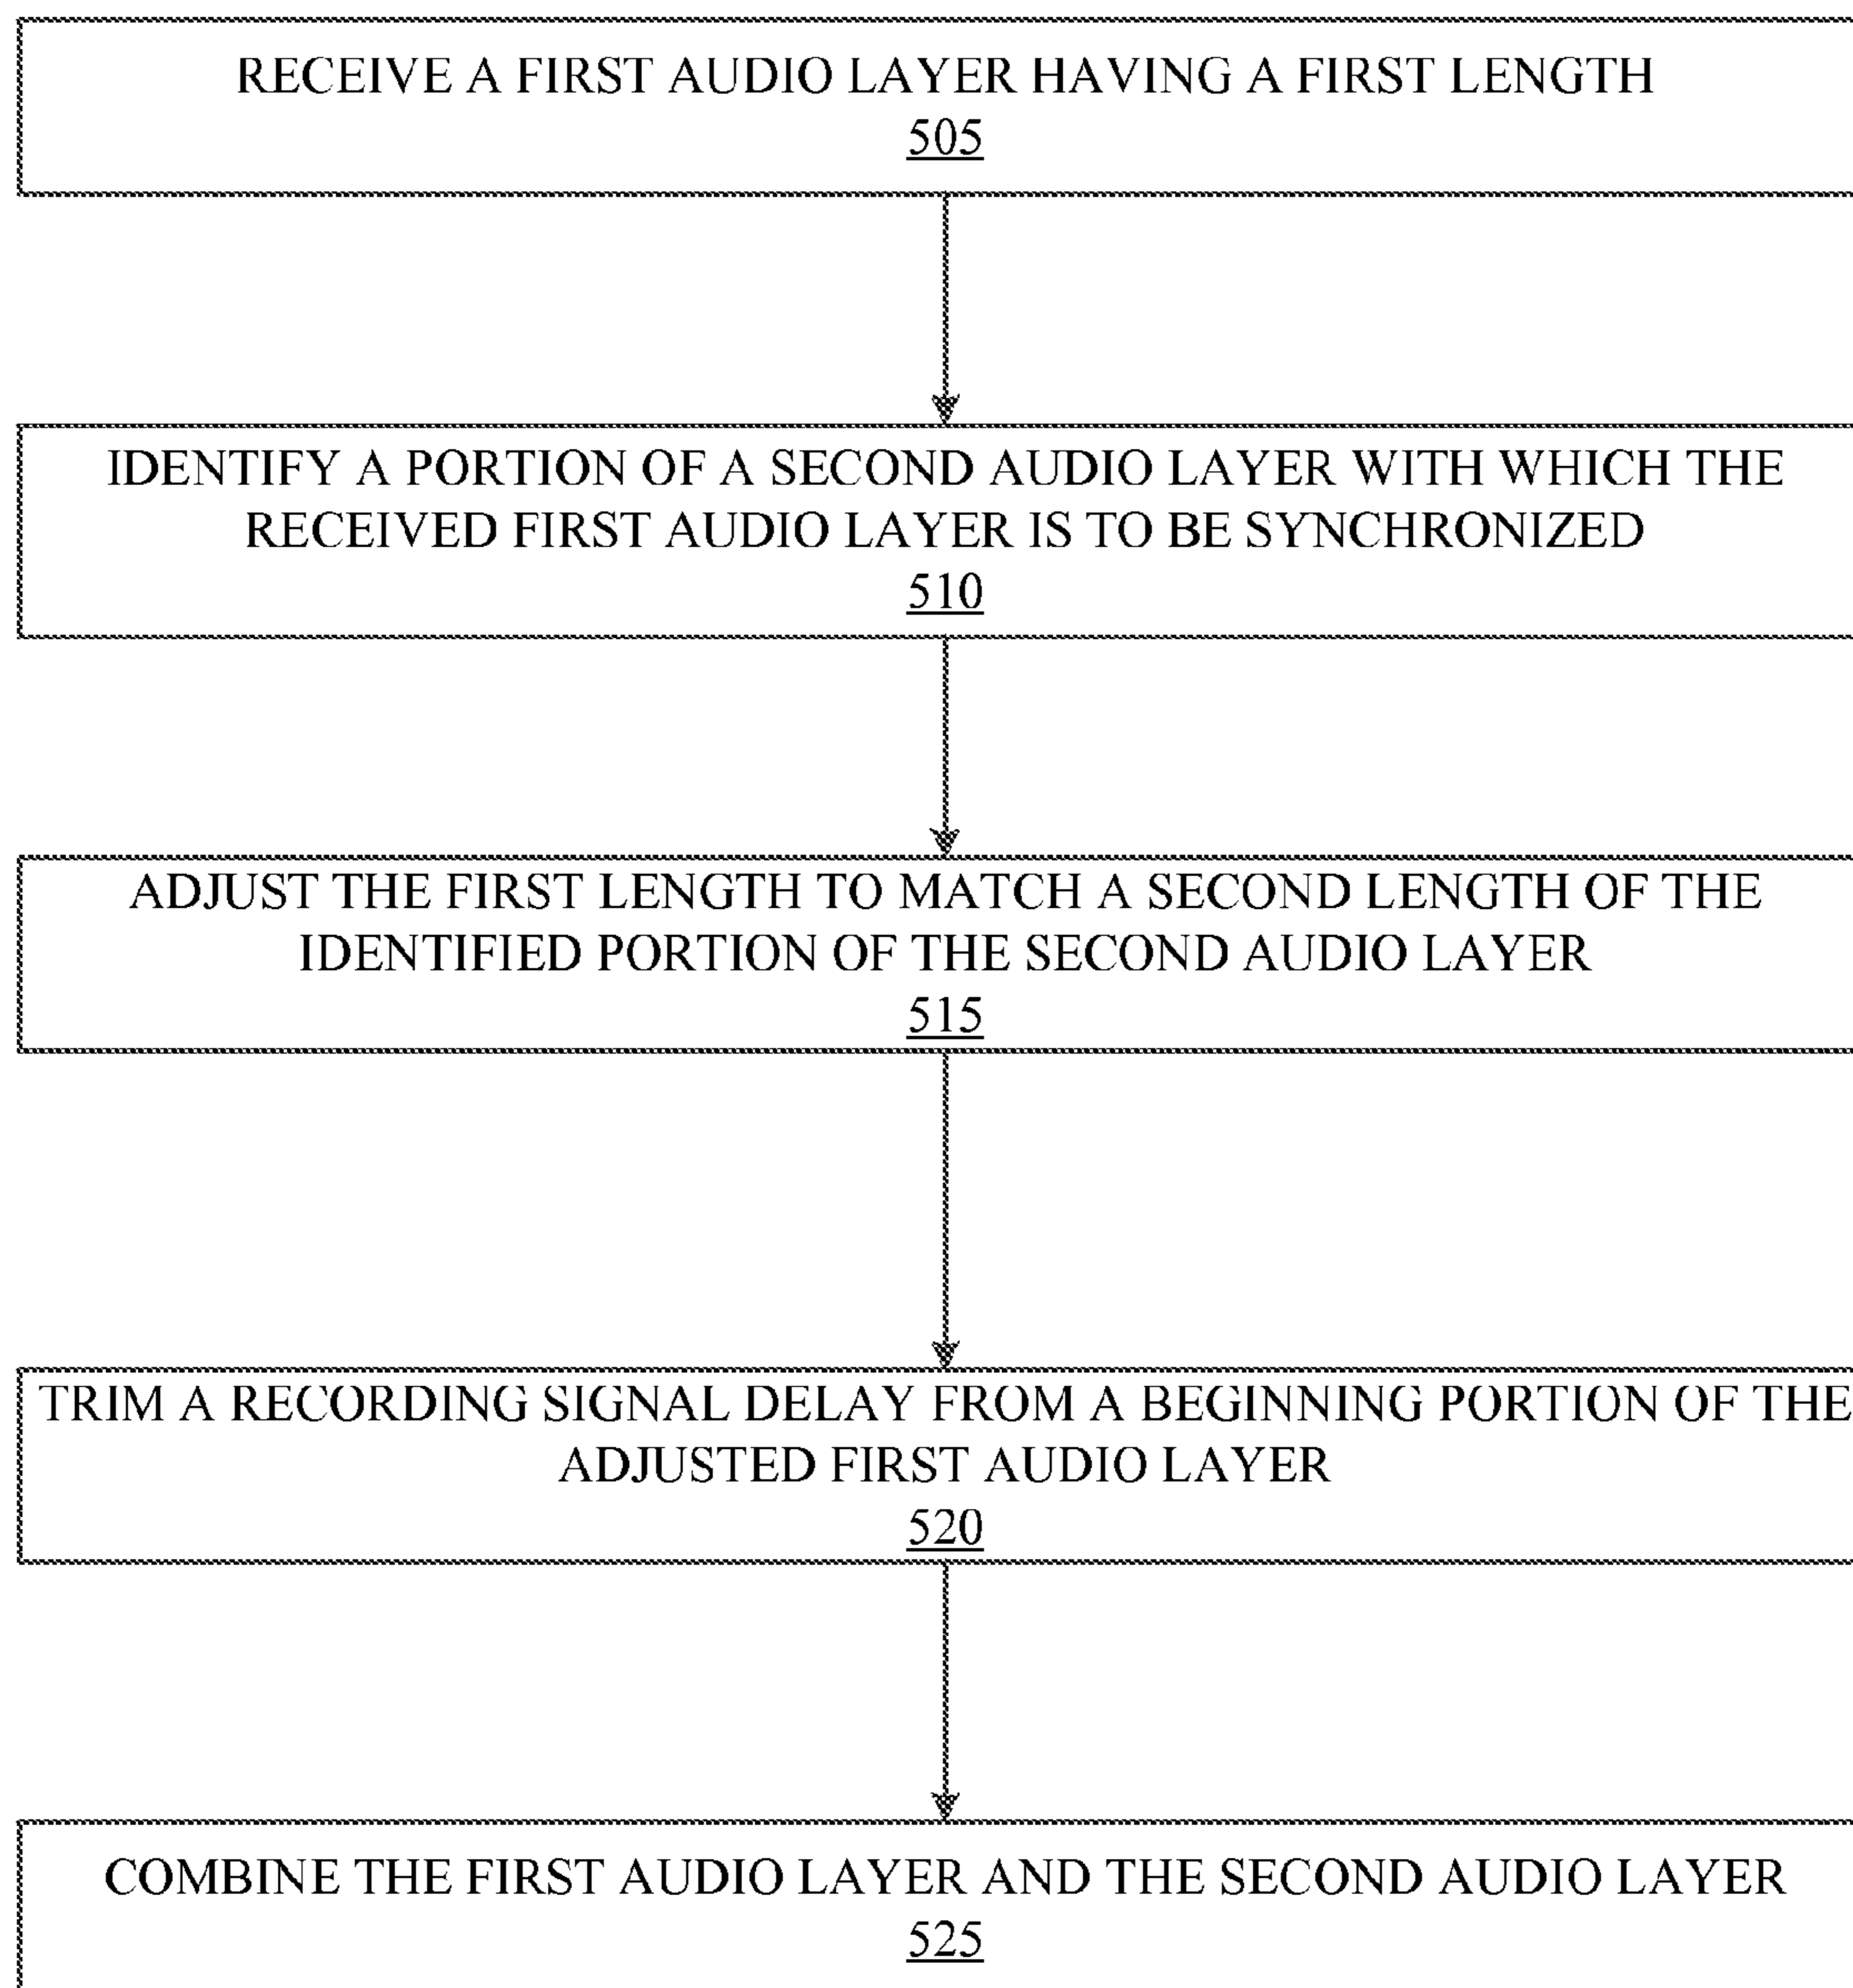 RECEIVE A FIRST AUDIO LAYER HAVING A FIRST LENGTH
505
IDENTIFY A PORTION OF A SECOND AUDIO LAYER WITH WHICH THE
RECEIVED FIRST AUDIO LAYER IS TO BE SYNCHRONIZED
510
ADJUST THE FIRST LENGTH TO MATCH A SECOND LENGTH OF THE
IDENTIFIED PORTION OF THE SECOND AUDIO LAYER
515
TRIM A RECORDING SIGNAL DELAY FROM A BEGINNING PORTION OF THE
ADJUSTED FIRST AUDIO LAYER
520
COMBINE THE FIRST AUDIO LAYER AND THE SECOND AUDIO LAYER
525